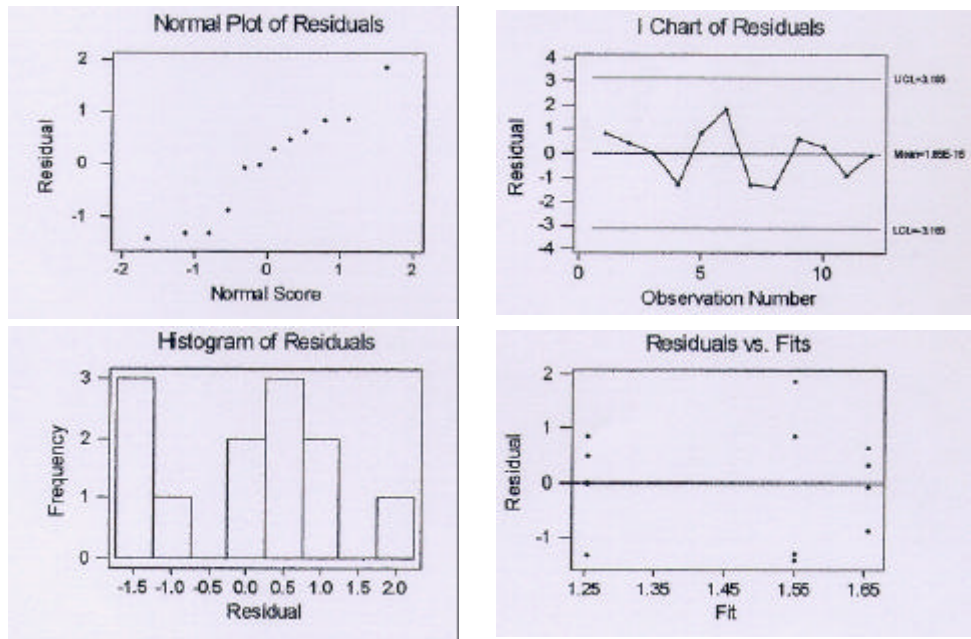 Normal Plot of Residuals
2
1
0
-1
Residual
-2 -1 0 1 2
Normal Score
I Chart of Residuals
4
3
2
1
0
-1
-2
-3
-4
Residual
UCL=3.165
LCL=-3.165
0 5 10
Observation Number
Histogram of Residuals
3
2
1
0
Frequency
-1.5 -1.0 -0.5 0.0 0.5 1.0 1.5 2.0
Residual
Residuals vs. Fits
2
1
0
-1
Residual
1.25 1.35 1.45 1.55 1.65
Fit